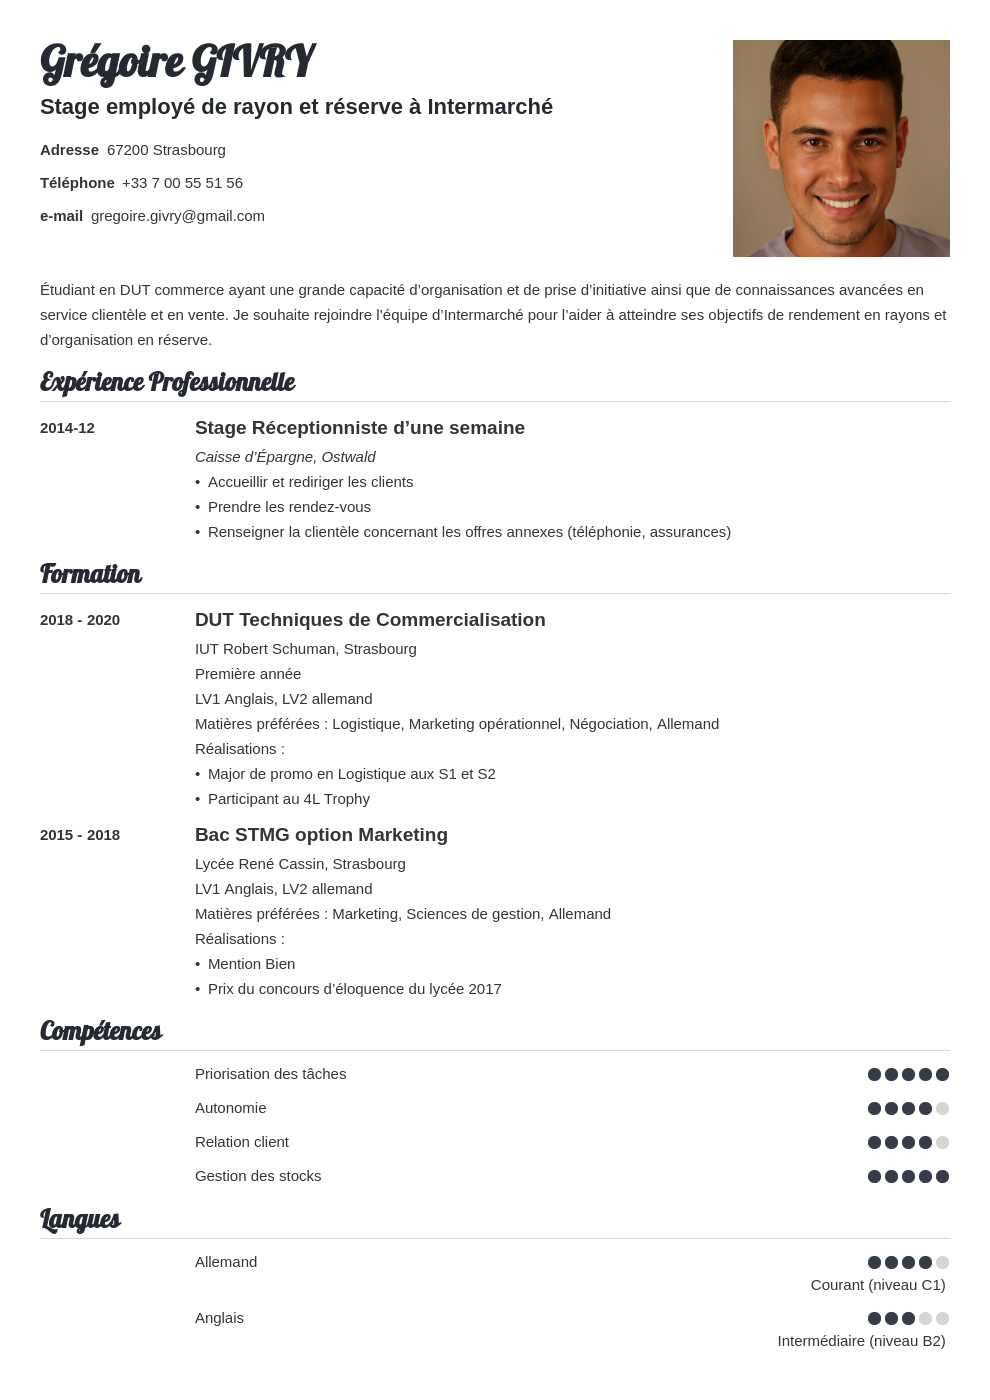 Grégoire GIVRY
Stage employé de rayon et réserve à Intermarché
Adresse 67200 Strasbourg
Téléphone +33 7 00 55 51 56
e-mail gregoire.givry@gmail.com
Étudiant en DUT commerce ayant une grande capacité d’organisation et de prise d’initiative ainsi que de connaissances avancées en
service clientèle et en vente. Je souhaite rejoindre l’équipe d’Intermarché pour l’aider à atteindre ses objectifs de rendement en rayons et
d’organisation en réserve.
Expérience Professionnelle
2014-12 Stage Réceptionniste d’une semaine
Caisse d’Épargne, Ostwald
• Accueillir et rediriger les clients
• Prendre les rendez-vous
• Renseigner la clientèle concernant les offres annexes (téléphonie, assurances)
Formation
2018 - 2020 DUT Techniques de Commercialisation
IUT Robert Schuman, Strasbourg
Première année
LV1 Anglais, LV2 allemand
Matières préférées : Logistique, Marketing opérationnel, Négociation, Allemand
Réalisations :
• Major de promo en Logistique aux S1 et S2
• Participant au 4L Trophy
2015 - 2018 Bac STMG option Marketing
Lycée René Cassin, Strasbourg
LV1 Anglais, LV2 allemand
Matières préférées : Marketing, Sciences de gestion, Allemand
Réalisations :
• Mention Bien
• Prix du concours d’éloquence du lycée 2017
Compétences
Priorisation des tâches
Autonomie
Relation client
Gestion des stocks
Langues
Allemand
Courant (niveau C1)
Anglais
Intermédiaire (niveau B2)